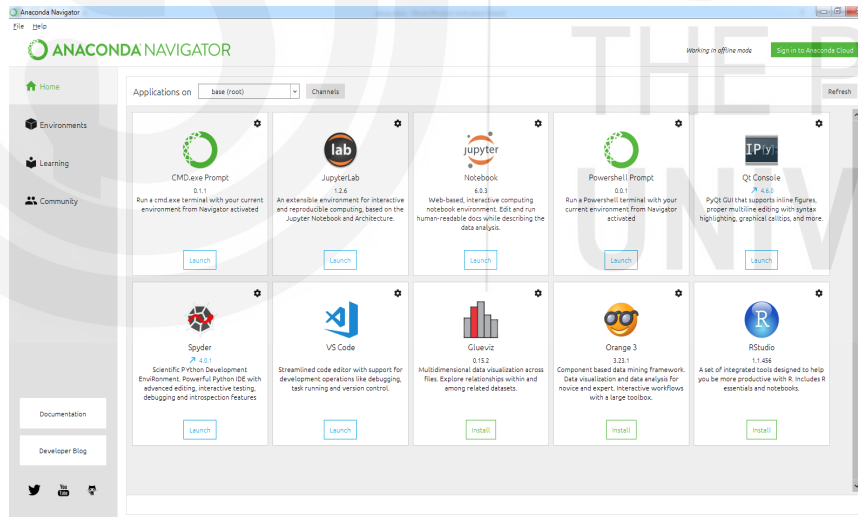 Anaconda Navigator
File Help
ANACONDA NAVIGATOR
Working in offline mode
Sign in to Anaconda Cloud
Home
Environments
Learning
Community
Documentation
Developer Blog
You
Tube
Applications on base (root) Channels Refresh
lab
jupyter
IP[y]:
CMD.exe Prompt
0.1.1
Run a cmd.exe terminal with your current
environment from Navigator activated
Launch
JupyterLab
1.2.6
An extensible environment for interactive
and reproducible computing, based on the
Jupyter Notebook and Architecture.
Launch
Notebook
6.0.3
Web-based, interactive computing
notebook environment. Edit and run
human-readable docs while describing the
data analysis.
Launch
Powershell Prompt
0.0.1
Run a Powershell terminal with your
current environment from Navigator
activated
Launch
Qt Console
4.6.0
PyQt GUI that supports inline figures,
proper multiline editing with syntax
highlighting, graphical calltips, and more.
Launch
Spyder
4.0.1
Scientific PYthon Development
EnviRonment. Powerful Python IDE with
advanced editing, interactive testing,
debugging and introspection features
Launch
VS Code
Streamlined code editor with support for
development operations like debugging,
task running and version control.
Launch
Glueviz
0.15.2
Multidimensional data visualization across
files. Explore relationships within and
among related datasets.
Install
Orange 3
3.23.1
Component based data mining framework.
Data visualization and data analysis for
novice and expert. Interactive workflows
with a large toolbox.
Install
R
RStudio
1.1.456
A set of integrated tools designed to help
you be more productive with R. Includes R
essentials and notebooks.
Install
THE P
UNIV